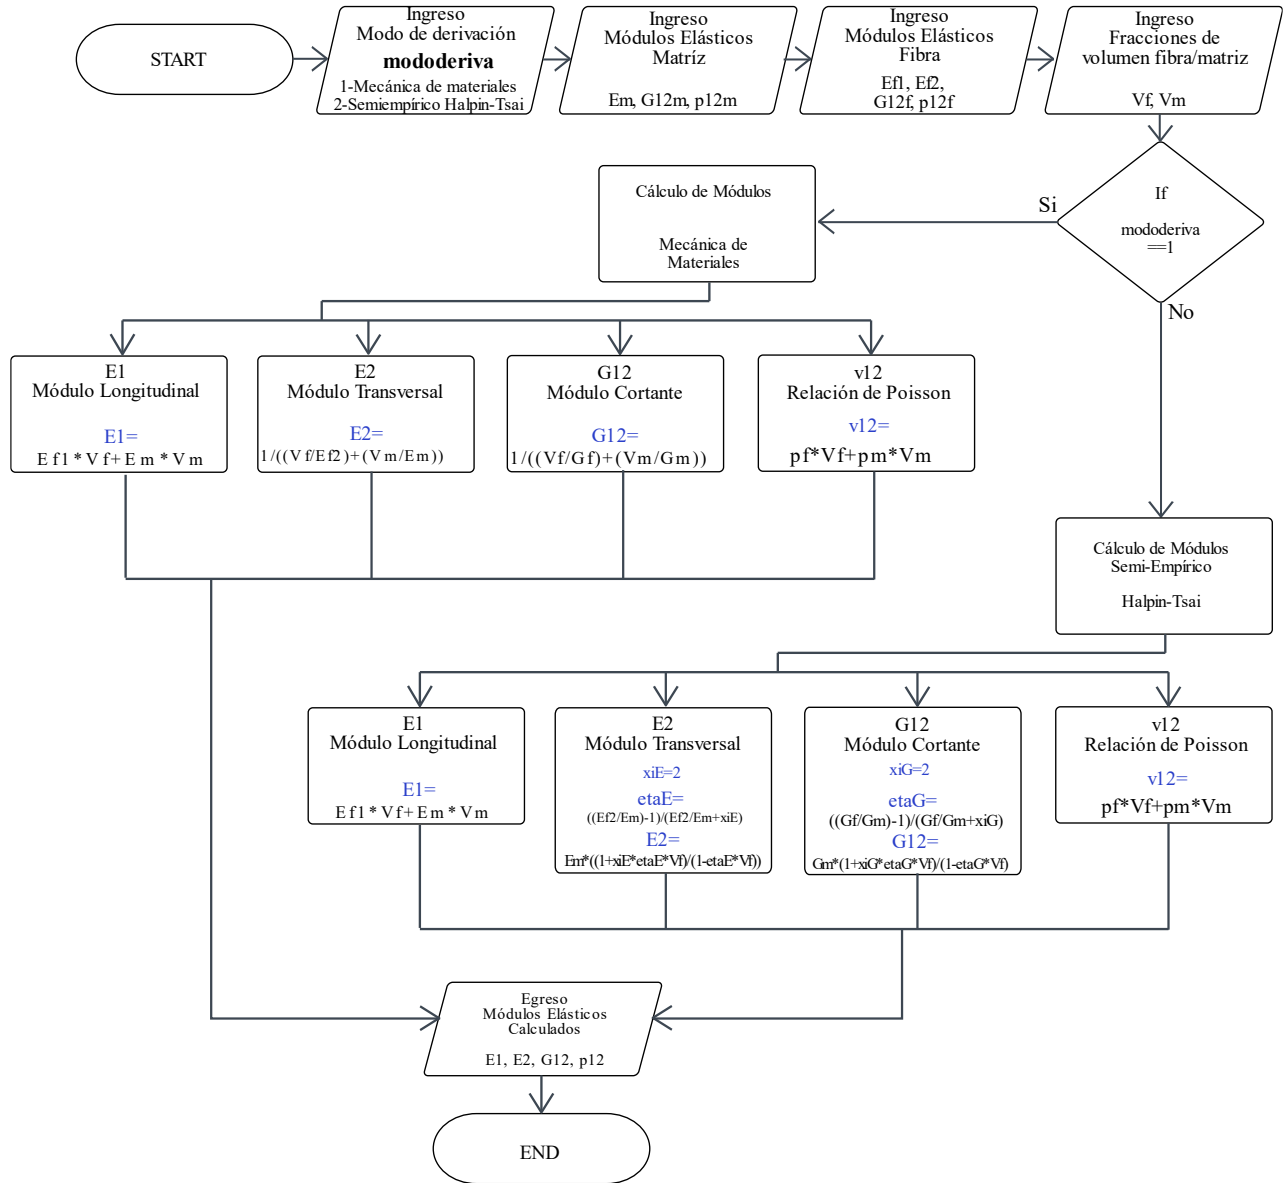 START
Ingreso
Modo de derivación
mododeriva
1-Mecánica de materiales
2-Semiempírico Halpin-Tsai
Ingreso
Módulos Elásticos
Matríz
Em, G12m, p12m
Ingreso
Módulos Elásticos
Fibra
Ef1, Ef2,
G12f, p12f
Ingreso
Fracciones de
volumen fibra/matriz
Vf, Vm
If
mododeriva
==1
Si
No
Cálculo de Módulos
Mecánica de
Materiales
E1
Módulo Longitudinal
E1=
Ef1*Vf+Em*Vm
E2
Módulo Transversal
E2=
1/((Vf/Ef2)+(Vm/Em))
G12
Módulo Cortante
G12=
1/((Vf/Gf)+(Vm/Gm))
v12
Relación de Poisson
v12=
pf*Vf+pm*Vm
Cálculo de Módulos
Semi-Empírico
Halpin-Tsai
E1
Módulo Longitudinal
E1=
Ef1*Vf+Em*Vm
E2
Módulo Transversal
xiE=2
etaE=
((Ef2/Em)-1)/(Ef2/Em+xiE)
E2=
Em*((1+xiE*etaE*Vf)/(1-etaE*Vf))
G12
Módulo Cortante
xiG=2
etaG=
((Gf/Gm)-1)/(Gf/Gm+xiG)
G12=
Gm*(1+xiG*etaG*Vf)/(1-etaG*Vf)
v12
Relación de Poisson
v12=
pf*Vf+pm*Vm
Egreso
Módulos Elásticos
Calculados
E1, E2, G12, p12
END